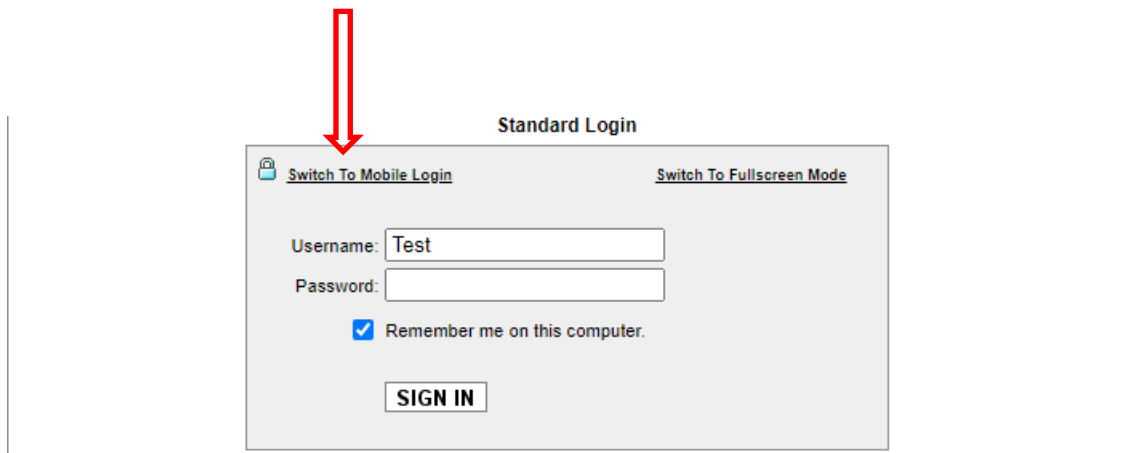 Standard Login
Switch To Mobile Login Switch To Fullscreen Mode
Username: Test
Password:
Remember me on this computer.
SIGN IN